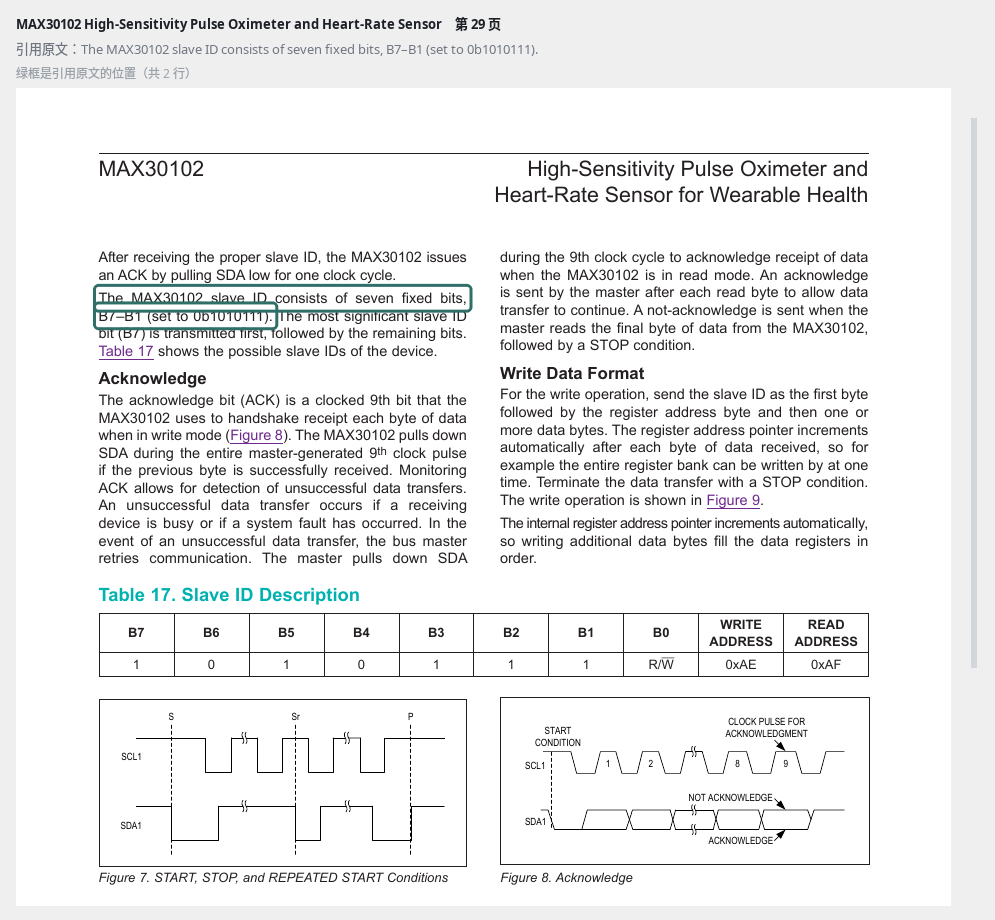 MAX30102 High-Sensitivity Pulse Oximeter and Heart-Rate Sensor 第 29 页
引用原文：The MAX30102 slave ID consists of seven fixed bits, B7–B1 (set to 0b1010111).
绿框是引用原文的位置（共 2 行）
MAX30102
High-Sensitivity Pulse Oximeter and
Heart-Rate Sensor for Wearable Health
After receiving the proper slave ID, the MAX30102 issues
an ACK by pulling SDA low for one clock cycle.
The MAX30102 slave ID consists of seven fixed bits,
B7–B1 (set to 0b1010111). The most significant slave ID
bit (B7) is transmitted first, followed by the remaining bits.
Table 17 shows the possible slave IDs of the device.
Acknowledge
The acknowledge bit (ACK) is a clocked 9th bit that the
MAX30102 uses to handshake receipt each byte of data
when in write mode (Figure 8). The MAX30102 pulls down
SDA during the entire master-generated 9th clock pulse
if the previous byte is successfully received. Monitoring
ACK allows for detection of unsuccessful data transfers.
An unsuccessful data transfer occurs if a receiving
device is busy or if a system fault has occurred. In the
event of an unsuccessful data transfer, the bus master
retries communication. The master pulls down SDA
during the 9th clock cycle to acknowledge receipt of data
when the MAX30102 is in read mode. An acknowledge
is sent by the master after each read byte to allow data
transfer to continue. A not-acknowledge is sent when the
master reads the final byte of data from the MAX30102,
followed by a STOP condition.
Write Data Format
For the write operation, send the slave ID as the first byte
followed by the register address byte and then one or
more data bytes. The register address pointer increments
automatically after each byte of data received, so for
example the entire register bank can be written by at one
time. Terminate the data transfer with a STOP condition.
The write operation is shown in Figure 9.
The internal register address pointer increments automatically,
so writing additional data bytes fill the data registers in
order.
Table 17. Slave ID Description
B7 B6 B5 B4 B3 B2 B1 B0 WRITE ADDRESS READ ADDRESS
1 0 1 0 1 1 1 R/W̅ 0xAE 0xAF
S Sr P
SCL1
SDA1
Figure 7. START, STOP, and REPEATED START Conditions
START
CONDITION
CLOCK PULSE FOR
ACKNOWLEDGMENT
SCL1
1 2 8 9
NOT ACKNOWLEDGE
SDA1
ACKNOWLEDGE
Figure 8. Acknowledge